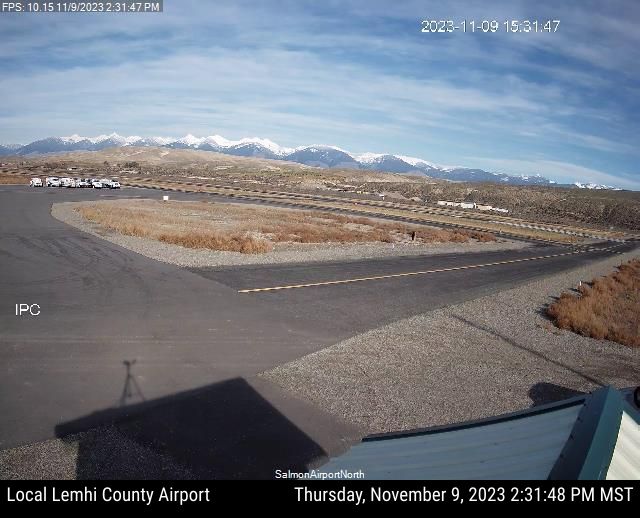 FPS: 10.15 11/9/2023 2:31:47 PM
2023-11-09 15:31:47
IPC
SalmonAirportNorth
Local Lemhi County Airport
Thursday, November 9, 2023 2:31:48 PM MST